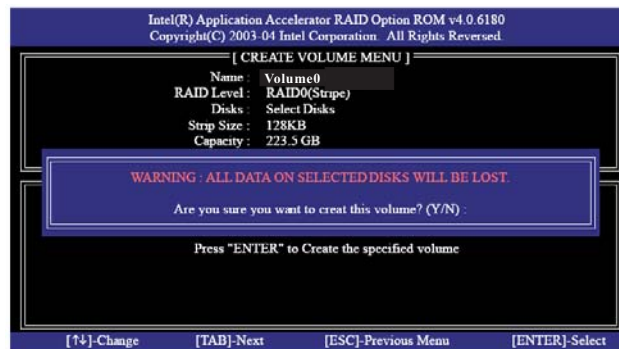 Intel(R) Application Accelerator RAID Option ROM v4.0.6180
Copyright(C) 2003-04 Intel Corporation. All Rights Reversed.
[ CREATE VOLUME MENU ]
Name : Volume0
RAID Level : RAID0(Stripe)
Disks : Select Disks
Strip Size : 128KB
Capacity : 223.5 GB
WARNING : ALL DATA ON SELECTED DISKS WILL BE LOST.
Are you sure you want to creat this volume? (Y/N) :
Press "ENTER" to Create the specified volume
[↑↓]-Change [TAB]-Next [ESC]-Previous Menu [ENTER]-Select